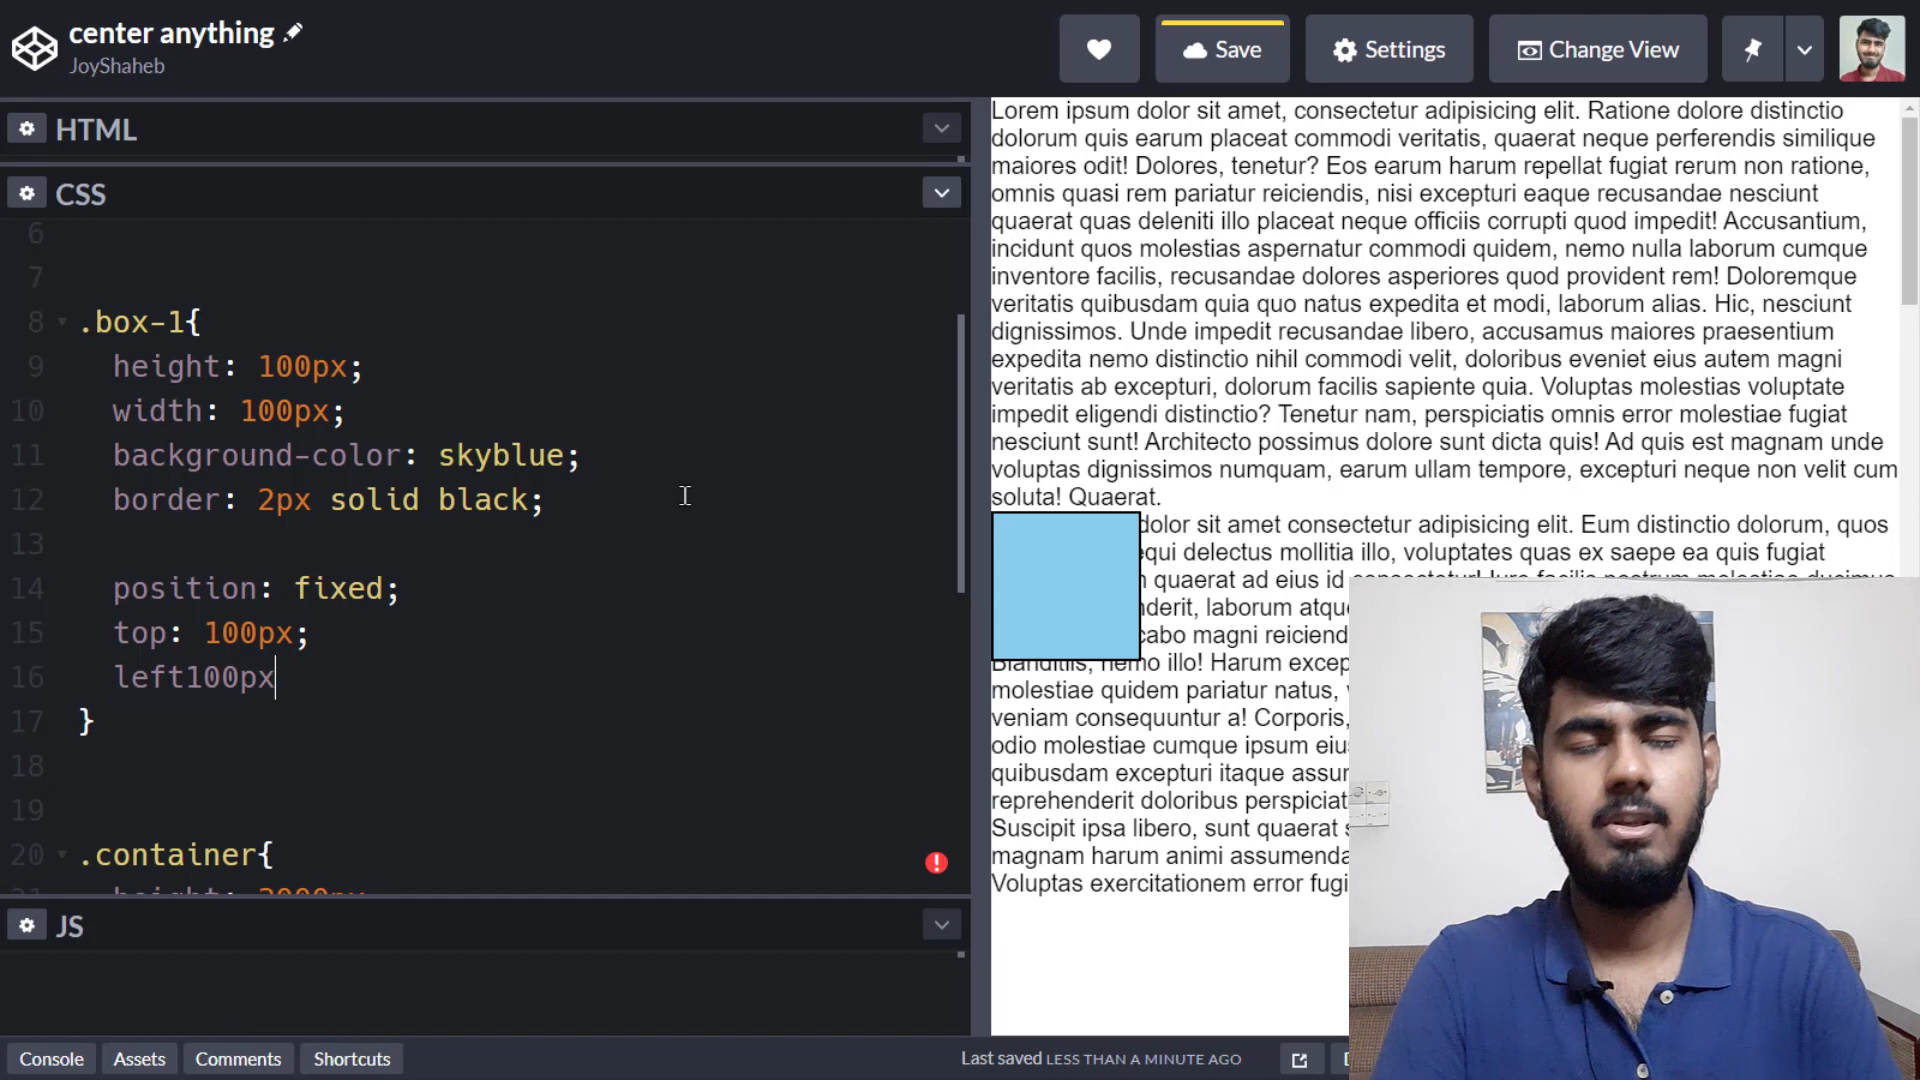 center anything
JoyShaheb
Save
Settings
Change View
HTML
CSS
6
7
8 .box-1{
9 height: 100px;
10 width: 100px;
11 background-color: skyblue;
12 border: 2px solid black;
13
14 position: fixed;
15 top: 100px;
16 left100px
17 }
18
19
20 .container{
JS
Console
Assets
Comments
Shortcuts
Last saved LESS THAN A MINUTE AGO
Lorem ipsum dolor sit amet, consectetur adipisicing elit. Ratione dolore distinctio
dolorum quis earum placeat commodi veritatis, quaerat neque perferendis similique
maiores odit! Dolores, tenetur? Eos earum harum repellat fugiat rerum non ratione,
omnis quasi rem pariatur reiciendis, nisi excepturi eaque recusandae nesciunt
quaerat quas deleniti illo placeat neque officiis corrupti quod impedit! Accusantium,
incidunt quos molestias aspernatur commodi quidem, nemo nulla laborum cumque
inventore facilis, recusandae dolores asperiores quod provident rem! Doloremque
veritatis quibusdam quia quo natus expedita et modi, laborum alias. Hic, nesciunt
dignissimos. Unde impedit recusandae libero, accusamus maiores praesentium
expedita nemo distinctio nihil commodi velit, doloribus eveniet eius autem magni
veritatis ab excepturi, dolorum facilis sapiente quia. Voluptas molestias voluptate
impedit eligendi distinctio? Tenetur nam, perspiciatis omnis error molestiae fugiat
nesciunt sunt! Architecto possimus dolore sunt dicta quis! Ad quis est magnam unde
voluptas dignissimos numquam, earum ullam tempore, excepturi neque non velit cum
soluta! Quaerat.
dolor sit amet consectetur adipisicing elit. Eum distinctio dolorum, quos
equi delectus mollitia illo, voluptates quas ex saepe ea quis fugiat
quaerat ad eius id
laborum atque
magni reiciend
nemo illo! Harum excep
molestiae quidem pariatur natus,
veniam consequuntur a! Corporis,
odio molestiae cumque ipsum eius
quibusdam excepturi itaque assun
reprehenderit doloribus perspiciat
Suscipit ipsa libero, sunt quaerat
magnam harum animi assumenda
Voluptas exercitationem error fugi